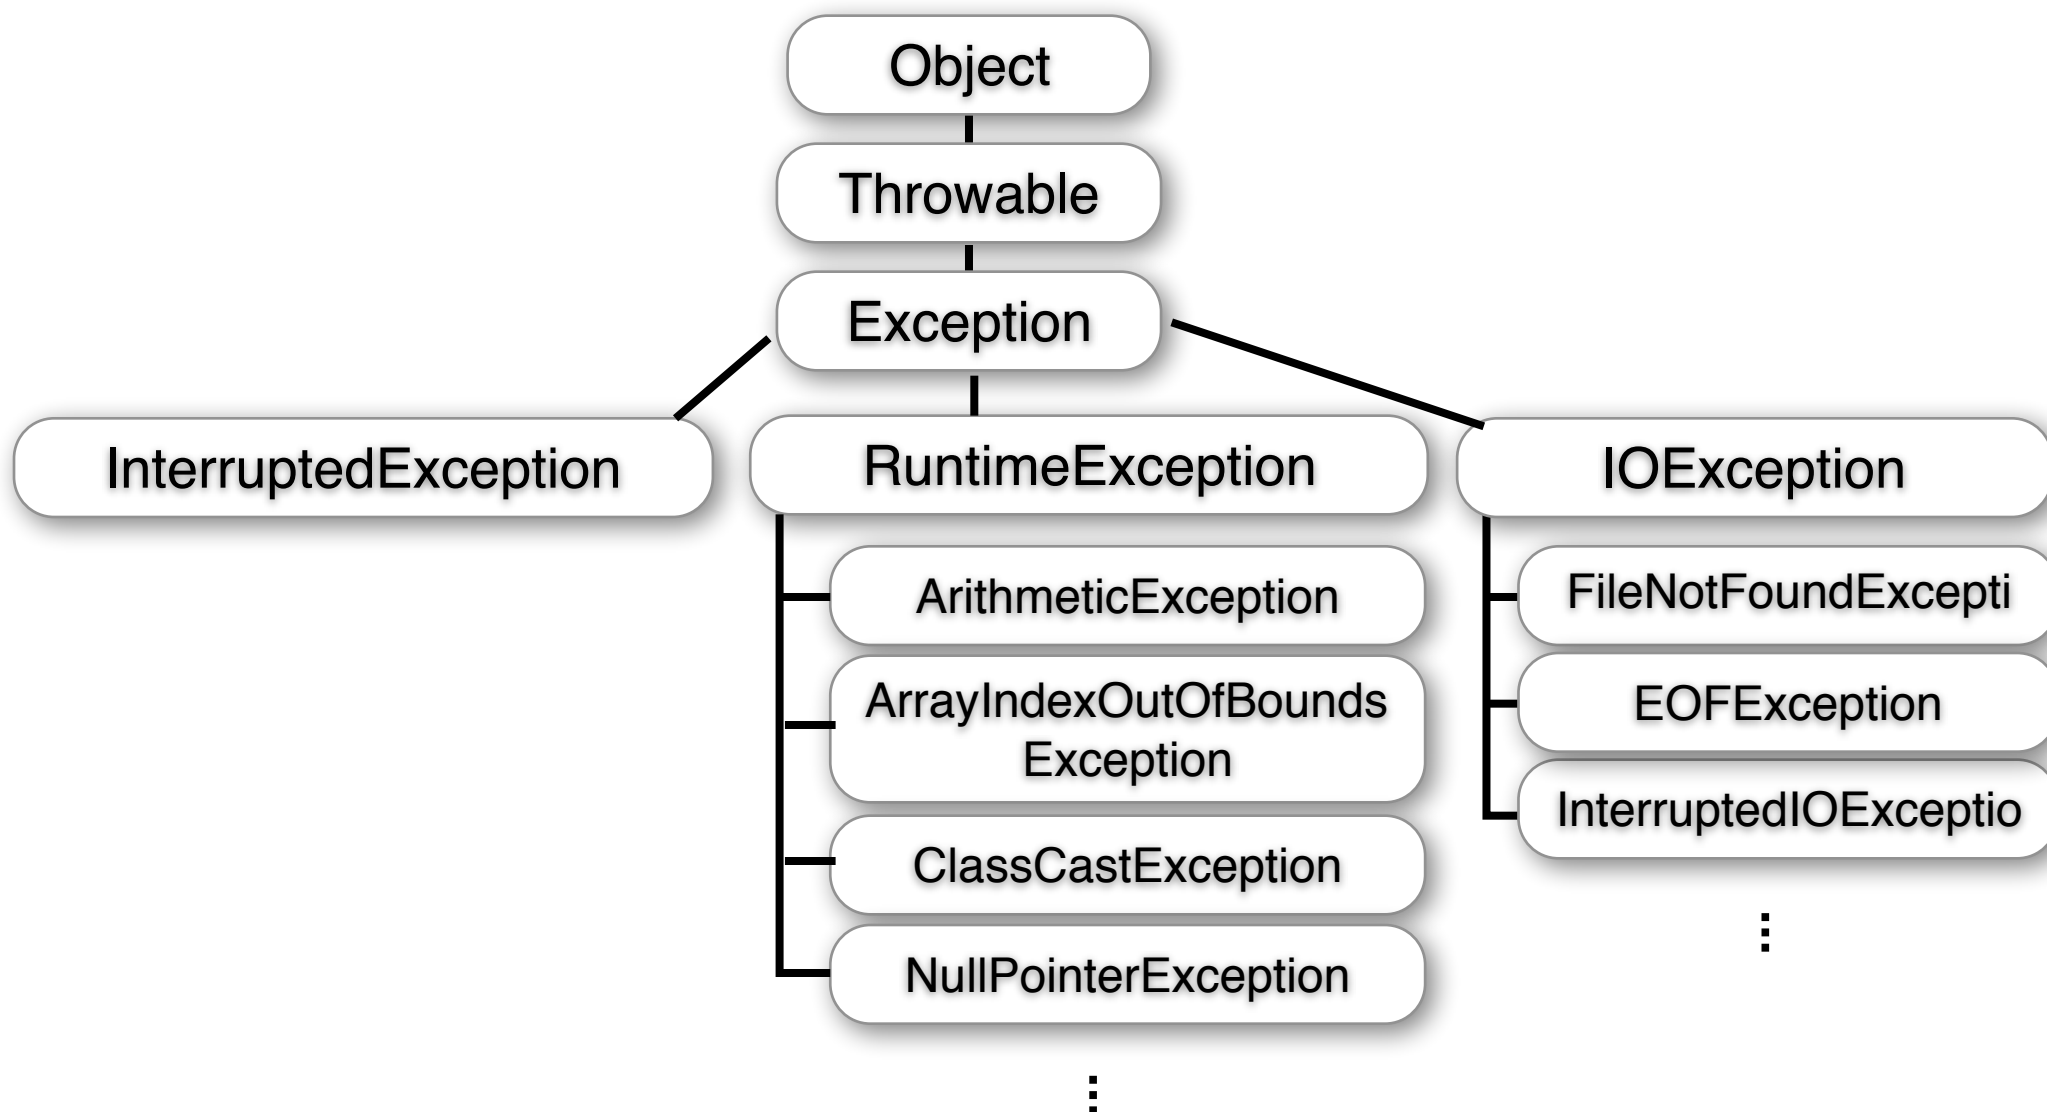 Object
Throwable
Exception
InterruptedException
RuntimeException
IOException
ArithmeticException
ArrayIndexOutOfBounds
Exception
ClassCastException
NullPointerException
FileNotFoundExcepti
EOFException
InterruptedIOExceptio